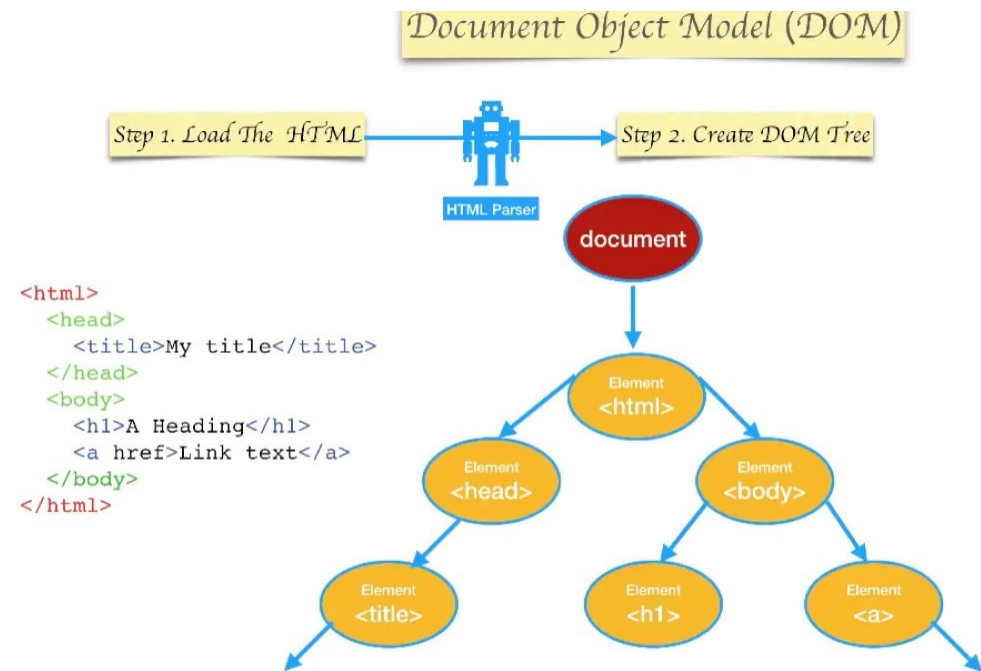 Document Object Model (DOM)
Step 1. Load The HTML
Step 2. Create DOM Tree
HTML Parser
document
<html>
<head>
<title>My title</title>
</head>
<body>
<h1>A Heading</h1>
<a href>Link text</a>
</body>
</html>
Element
<html>
Element
<head>
Element
<body>
Element
<title>
Element
<h1>
Element
<a>